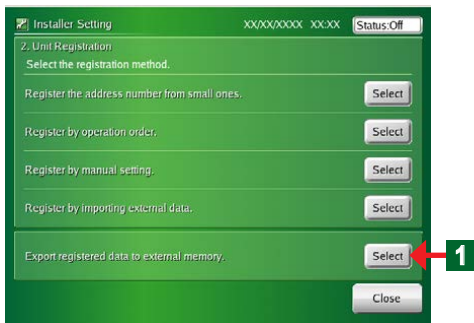 Installer Setting XX/XX/XXXX XX:XX Status:Off
2. Unit Registration
Select the registration method.
Register the address number from small ones. Select
Register by operation order. Select
Register by manual setting. Select
Register by importing external data. Select
Export registered data to external memory. Select 1
Close